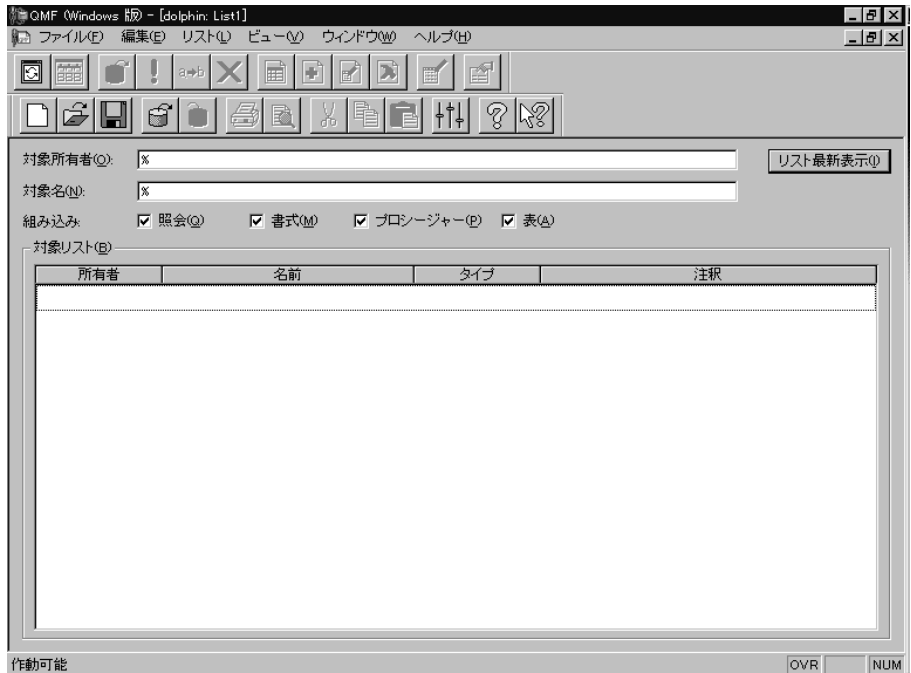 QMF (Windows 版) - [dolphin: List1]
ファイル(F) 編集(E) リスト(L) ビュー(V) ウィンドウ(W) ヘルプ(H)
a→b
対象所有者(O): % リスト最新表示(I)
対象名(N): %
組み込み: 照会(Q) 書式(M) プロシージャー(P) 表(A)
対象リスト(B)
所有者 名前 タイプ 注釈
作動可能 OVR NUM